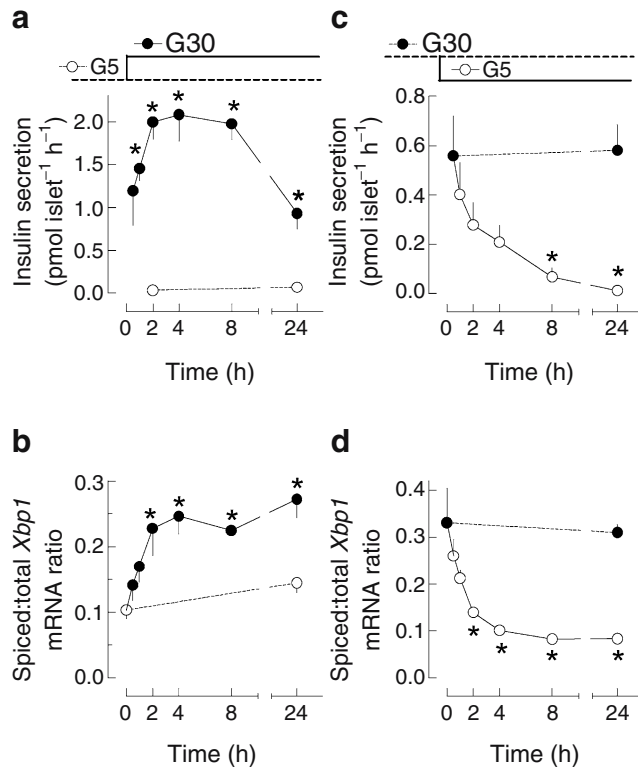 a
G30
G5
Insulin secretion
(pmol islet⁻¹ h⁻¹)
2.0
1.5
1.0
0.5
0.0
* * * * *
0 2 4 8 24
Time (h)
c
G30
G5
Insulin secretion
(pmol islet⁻¹ h⁻¹)
0.8
0.6
0.4
0.2
0.0
* *
0 2 4 8 24
Time (h)
b
Spiced:total Xbp1
mRNA ratio
0.3
0.2
0.1
0.0
* * * *
0 2 4 8 24
Time (h)
d
Spiced:total Xbp1
mRNA ratio
0.4
0.3
0.2
0.1
0.0
* * * *
0 2 4 8 24
Time (h)